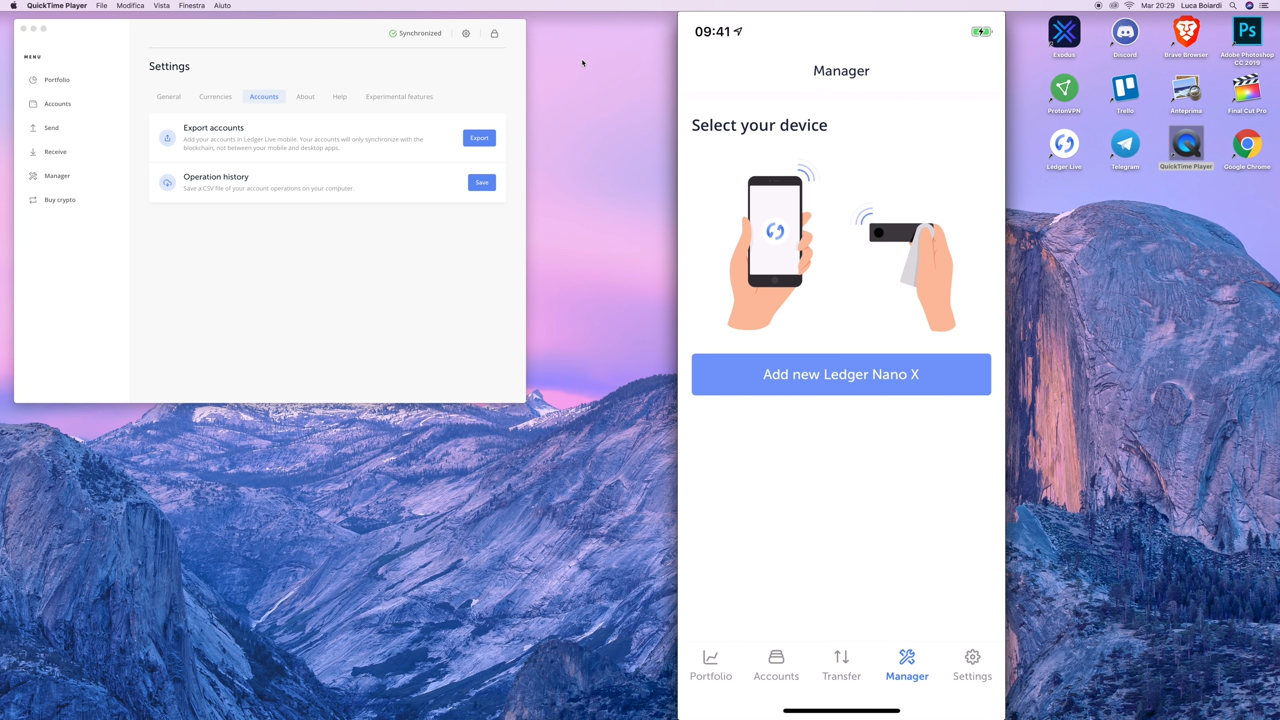 QuickTime Player File Modifica Vista Finestra Aiuto
Mar 20:29 Luca Boiardi
Synchronized
MENU
Portfolio
Accounts
Send
Receive
Manager
Buy crypto
Settings
General Currencies Accounts About Help Experimental features
Export accounts
Add your accounts in Ledger Live mobile. Your accounts will only synchronize with the
blockchain, not between your mobile and desktop apps.
Export
Operation history
Save a CSV file of your account operations on your computer.
Save
09:41
Manager
Select your device
Add new Ledger Nano X
Portfolio Accounts Transfer Manager Settings
Exodus Discord Brave Browser Adobe Photoshop
CC 2019
ProtonVPN Trello Anteprima Final Cut Pro
Ledger Live Telegram QuickTime Player Google Chrome
Ps